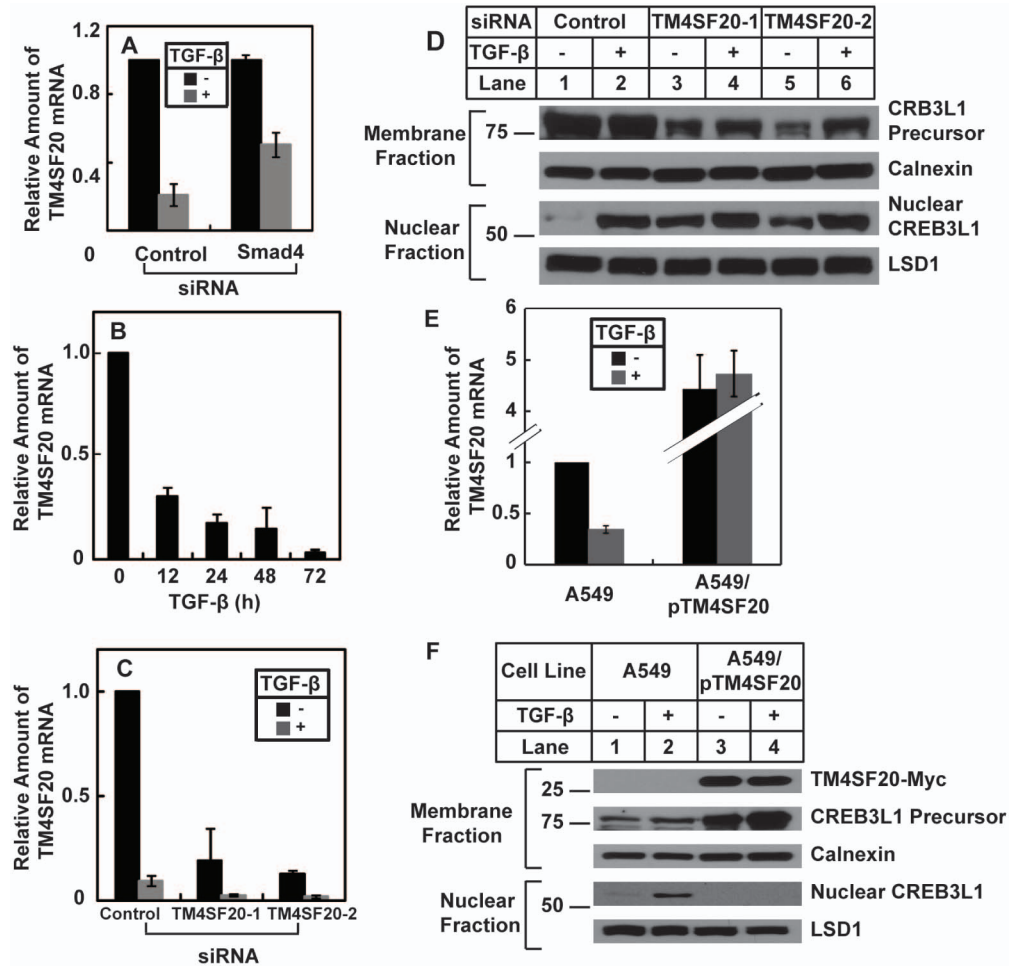 A
1.2
0.8
0.4
0
Relative Amount of
TM4SF20 mRNA
TGF-β
-
+
Control
Smad4
siRNA
B
1.0
0.5
0
Relative Amount of
TM4SF20 mRNA
0 12 24 48 72
TGF-β (h)
C
1.0
0.5
0
Relative Amount of
TM4SF20 mRNA
TGF-β
-
+
Control TM4SF20-1 TM4SF20-2
siRNA
D
siRNA Control TM4SF20-1 TM4SF20-2
TGF-β - + - + - +
Lane 1 2 3 4 5 6
Membrane
Fraction
75
CRB3L1
Precursor
Calnexin
Nuclear
Fraction
50
Nuclear
CREB3L1
LSD1
E
6
5
4
1
0.5
0
Relative Amount of
TM4SF20 mRNA
TGF-β
-
+
A549
A549/
pTM4SF20
F
Cell Line A549 A549/
pTM4SF20
TGF-β - + - +
Lane 1 2 3 4
Membrane
Fraction
25
TM4SF20-Myc
75
CREB3L1 Precursor
Calnexin
Nuclear
Fraction
50
Nuclear CREB3L1
LSD1